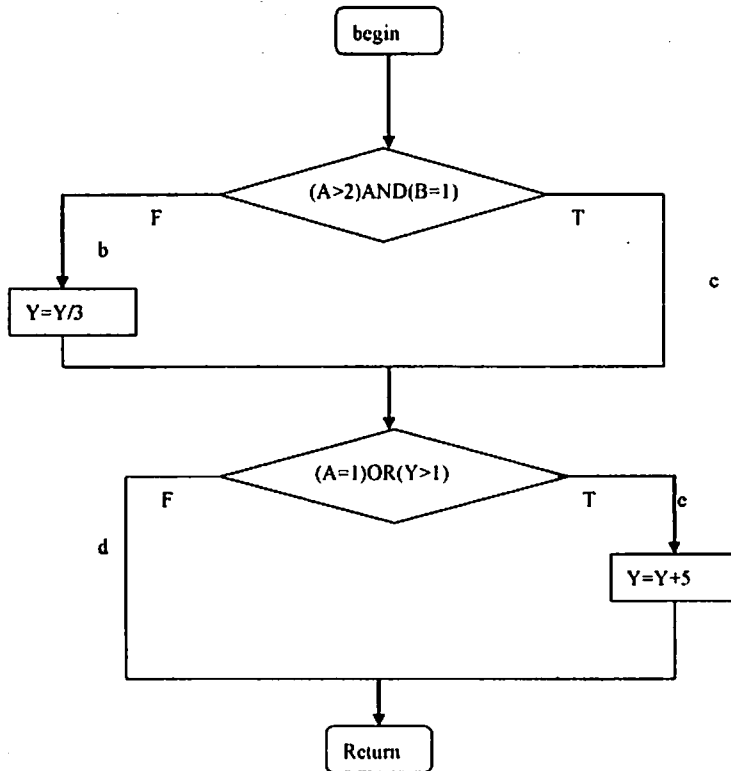 begin
(A>2)AND(B=1)
F
T
b
c
Y=Y/3
(A=1)OR(Y>1)
F
T
e
d
Y=Y+5
Return